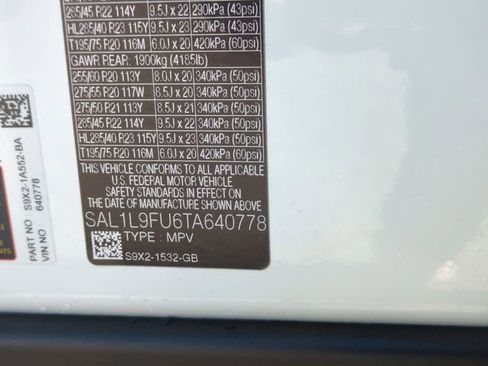 285/45 R22 114Y 9.5J x 22 290kPa (43psi)
HL285/40 R23 115Y 9.5J x 23 290kPa (43psi)
T195/75 R20 116M 6.0J x 20 420kPa (60psi)
GAWR REAR: 1900kg (4185lb)
255/60 R20 113Y 8.0J x 20 340kPa (50psi)
275/55 R20 117W 8.5J x 20 340kPa (50psi)
275/50 R21 113Y 8.5J x 21 340kPa (50psi)
285/45 R22 114Y 9.5J x 22 340kPa (50psi)
HL285/40 R23 115Y 9.5J x 23 340kPa (50psi)
T195/75 R20 116M 6.0J x 20 420kPa (60psi)
THIS VEHICLE CONFORMS TO ALL APPLICABLE
U.S. FEDERAL MOTOR VEHICLE
SAFETY STANDARDS IN EFFECT ON
THE DATE OF MANUFACTURE SHOWN ABOVE.
SAL1L9FU6TA640778
TYPE : MPV
S9X2-1532-GB
PART NO : S9X2-1A552-BA
VIN NO : 640778